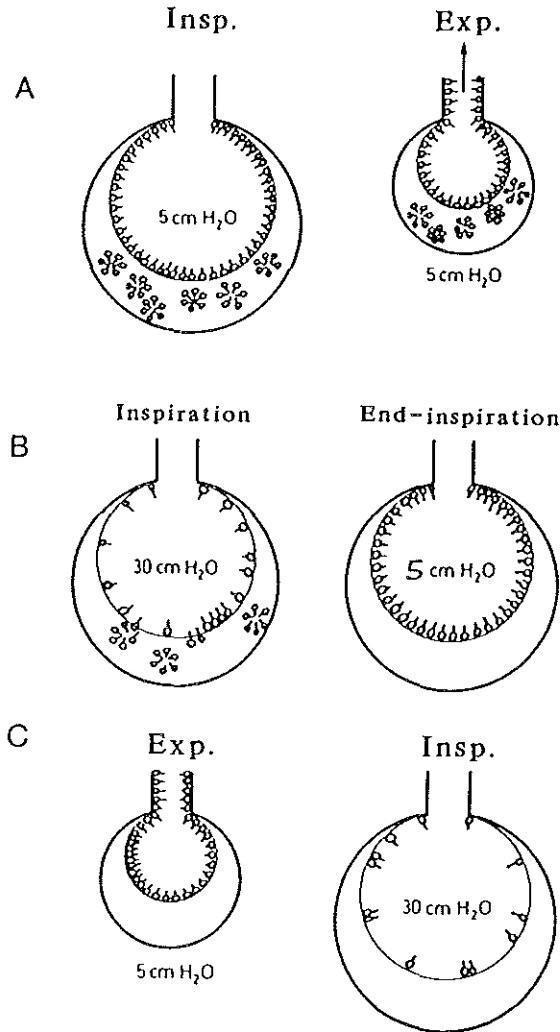 Insp. Exp.
A
5 cm H₂O
5 cm H₂O
Inspiration End-inspiration
B
30 cm H₂O 5 cm H₂O
C
Exp. Insp.
30 cm H₂O
5 cm H₂O